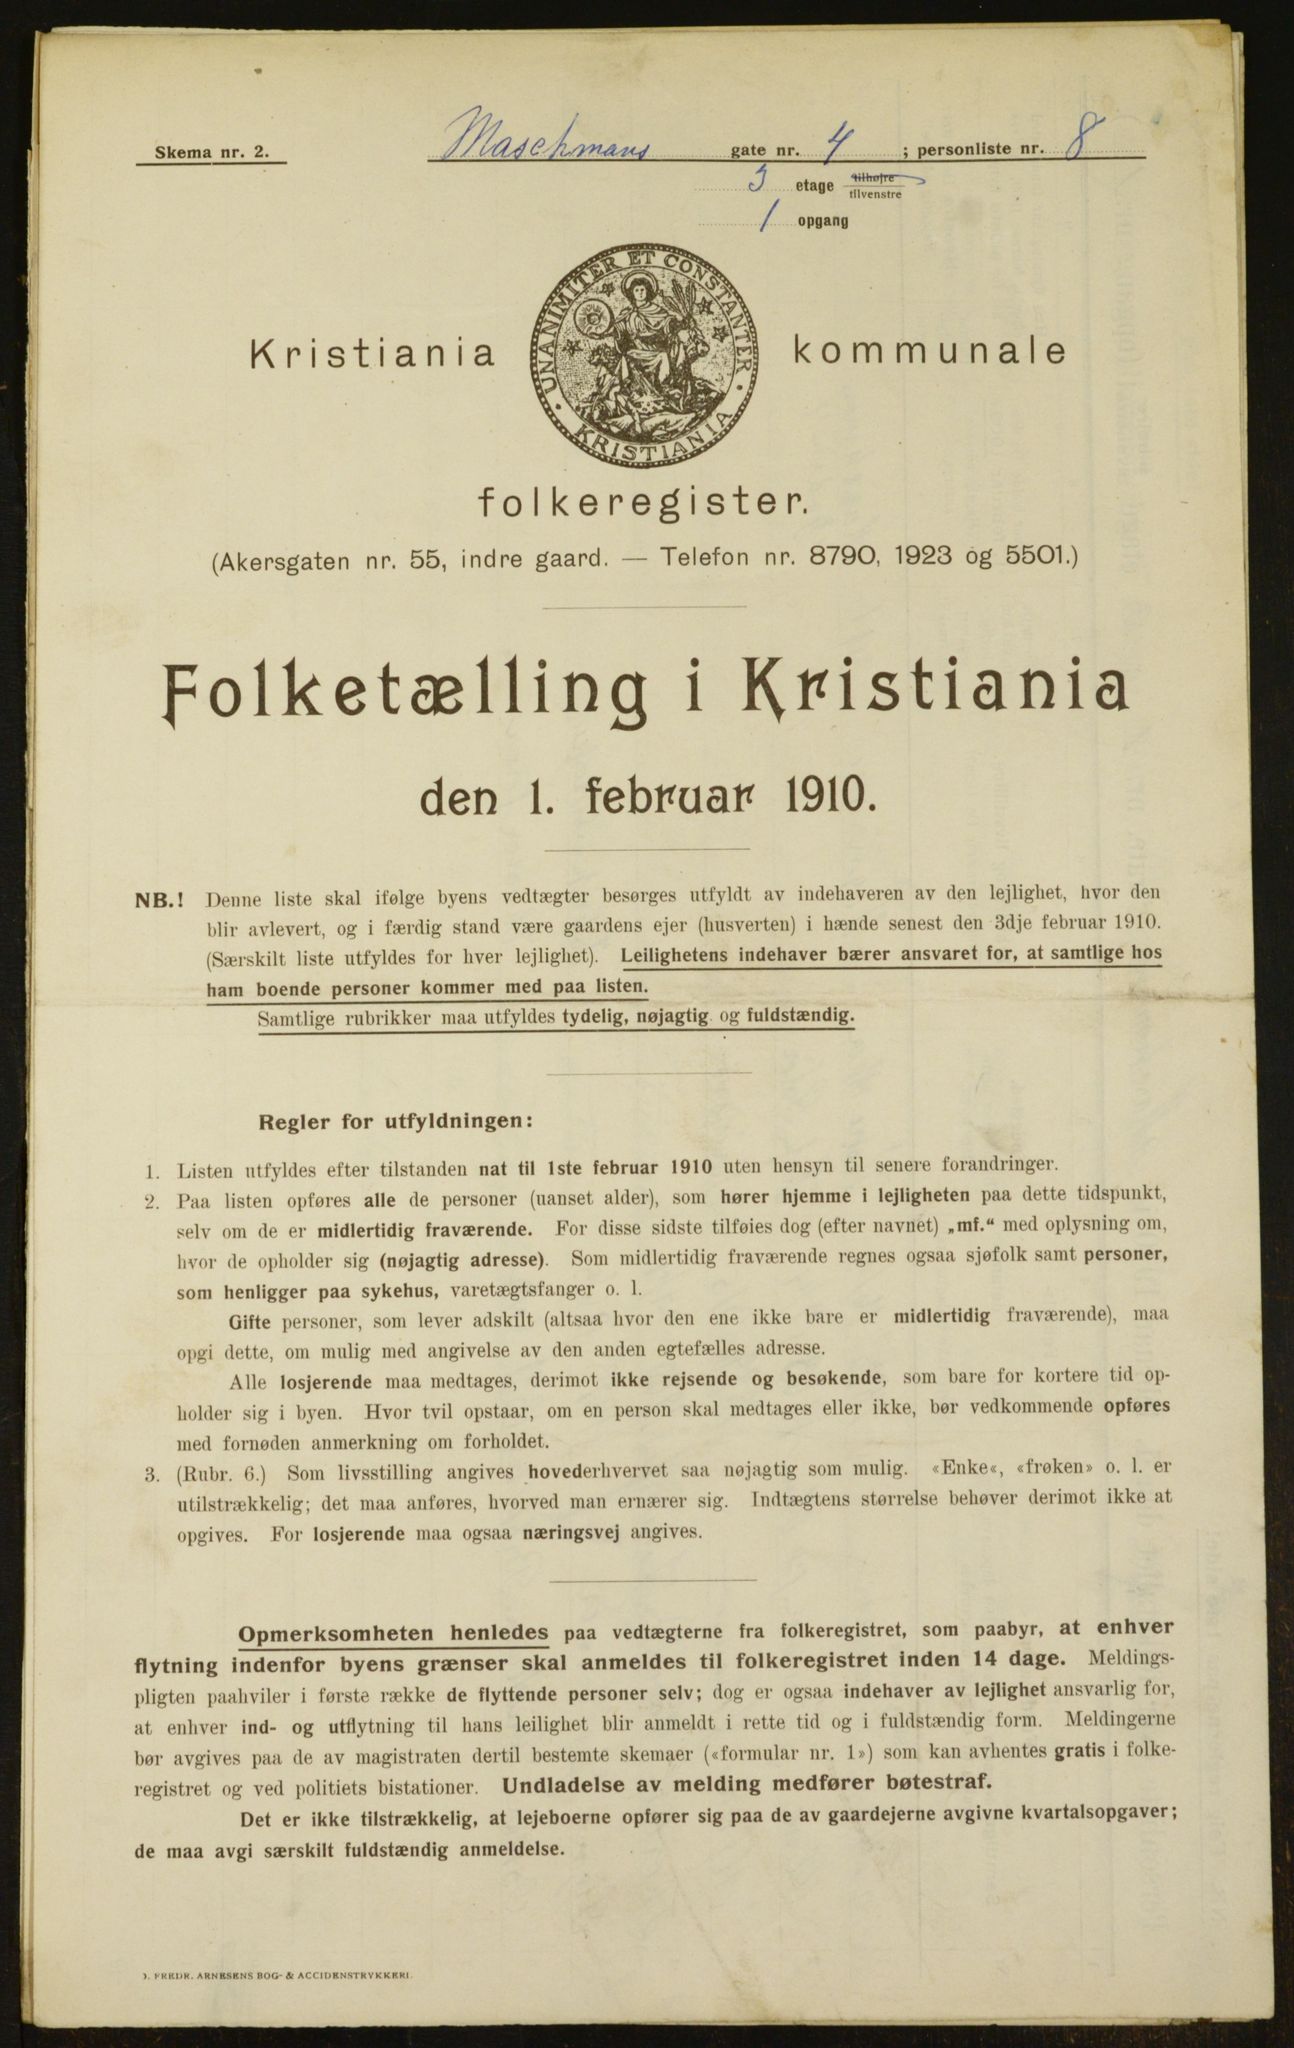 Skema nr. 2.
Maschmans gate nr. 4 ; personliste nr. 8
3 etage tilhøjre
tilvenstre
1 opgang
UNANIMITER ET CONSTANTER
KRISTIANIA
Kristiania kommunale
folkeregister.
(Akersgaten nr. 55, indre gaard. — Telefon nr. 8790, 1923 og 5501.)
Folketælling i Kristiania
den 1. februar 1910.
NB.! Denne liste skal ifølge byens vedtægter besørges utfyldt av indehaveren av den lejlighet, hvor den
blir avlevert, og i færdig stand være gaardens ejer (husverten) i hænde senest den 3dje februar 1910.
(Særskilt liste utfyldes for hver lejlighet). Leilighetens indehaver bærer ansvaret for, at samtlige hos
ham boende personer kommer med paa listen.
Samtlige rubrikker maa utfyldes tydelig, nøjagtig og fuldstændig.
Regler for utfyldningen:
1. Listen utfyldes efter tilstanden nat til 1ste februar 1910 uten hensyn til senere forandringer.
2. Paa listen opføres alle de personer (uanset alder), som hører hjemme i lejligheten paa dette tidspunkt,
selv om de er midlertidig fraværende. For disse sidste tilføies dog (efter navnet) „mf.“ med oplysning om,
hvor de opholder sig (nøjagtig adresse). Som midlertidig fraværende regnes ogsaa sjøfolk samt personer,
som henligger paa sykehus, varetægtsfanger o. l.
Gifte personer, som lever adskilt (altsaa hvor den ene ikke bare er midlertidig fraværende), maa
opgi dette, om mulig med angivelse av den anden egtefælles adresse.
Alle losjerende maa medtages, derimot ikke rejsende og besøkende, som bare for kortere tid op-
holder sig i byen. Hvor tvil opstaar, om en person skal medtages eller ikke, bør vedkommende opføres
med fornøden anmerkning om forholdet.
3. (Rubr. 6.) Som livsstilling angives hovederhvervet saa nøjagtig som mulig. «Enke«, «frøken» o. l. er
utilstrækkelig; det maa anføres, hvorved man ernærer sig. Indtægtens størrelse behøver derimot ikke at
opgives. For losjerende maa ogsaa næringsvej angives.
Opmerksomheten henledes paa vedtægterne fra folkeregistret, som paabyr, at enhver
flytning indenfor byens grænser skal anmeldes til folkeregistret inden 14 dage. Meldings-
pligten paahviler i første række de flyttende personer selv; dog er ogsaa indehaver av lejlighet ansvarlig for,
at enhver ind- og utflytning til hans leilighet blir anmeldt i rette tid og i fuldstændig form. Meldingerne
bør avgives paa de av magistraten dertil bestemte skemaer («formular nr. 1») som kan avhentes gratis i folke-
registret og ved politiets bistationer. Undladelse av melding medfører bøtestraf.
Det er ikke tilstrækkelig, at lejeboerne opfører sig paa de av gaardejerne avgivne kvartalsopgaver;
de maa avgi særskilt fuldstændig anmeldelse.
J. FREDR. ARNESENS BOG- & ACCIDENSTRYKKERI.